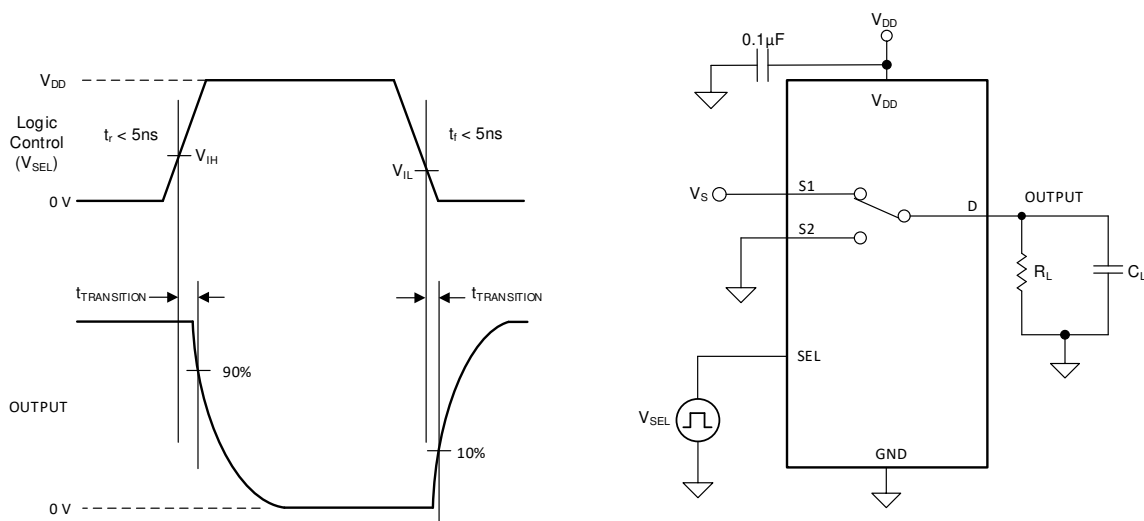 V_DD
Logic
Control
(V_SEL)
t_r < 5ns
t_f < 5ns
V_IH
V_IL
0 V
t_TRANSITION
t_TRANSITION
90%
OUTPUT
10%
0 V
V_DD
0.1µF
V_DD
V_S
S1
D
OUTPUT
S2
R_L
C_L
SEL
V_SEL
GND